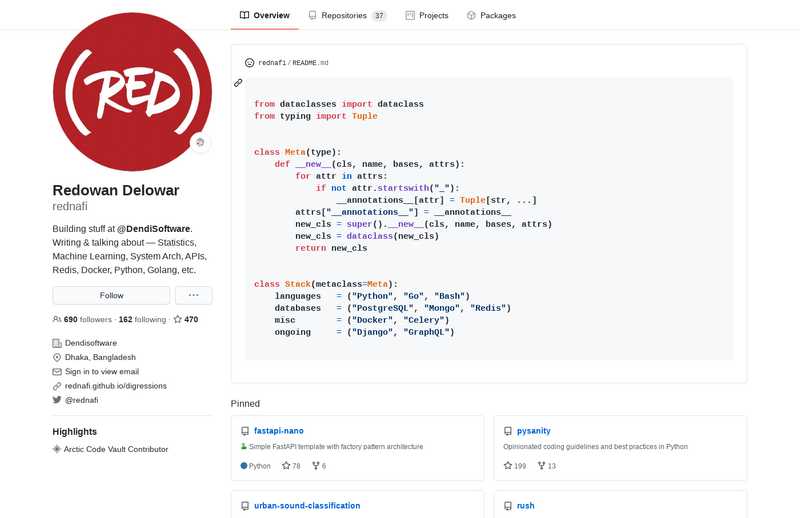 Overview Repositories 37 Projects Packages
RED
Redowan Delowar
rednafi
Building stuff at @DendiSoftware.
Writing & talking about — Statistics,
Machine Learning, System Arch, APIs,
Redis, Docker, Python, Golang, etc.
Follow ...
690 followers · 162 following · 470
Dendisoftware
Dhaka, Bangladesh
Sign in to view email
rednafi.github.io/digressions
@rednafi
Highlights
Arctic Code Vault Contributor
rednafi / README.md
from dataclasses import dataclass
from typing import Tuple
class Meta(type):
    def __new__(cls, name, bases, attrs):
        for attr in attrs:
            if not attr.startswith("_"):
                __annotations__[attr] = Tuple[str, ...]
        attrs["__annotations__"] = __annotations__
        new_cls = super().__new__(cls, name, bases, attrs)
        new_cls = dataclass(new_cls)
        return new_cls
class Stack(metaclass=Meta):
    languages   = ("Python", "Go", "Bash")
    databases   = ("PostgreSQL", "Mongo", "Redis")
    misc        = ("Docker", "Celery")
    ongoing     = ("Django", "GraphQL")
Pinned
fastapi-nano
Simple FastAPI template with factory pattern architecture
Python 78 6
pysanity
Opinionated coding guidelines and best practices in Python
199 13
urban-sound-classification
rush